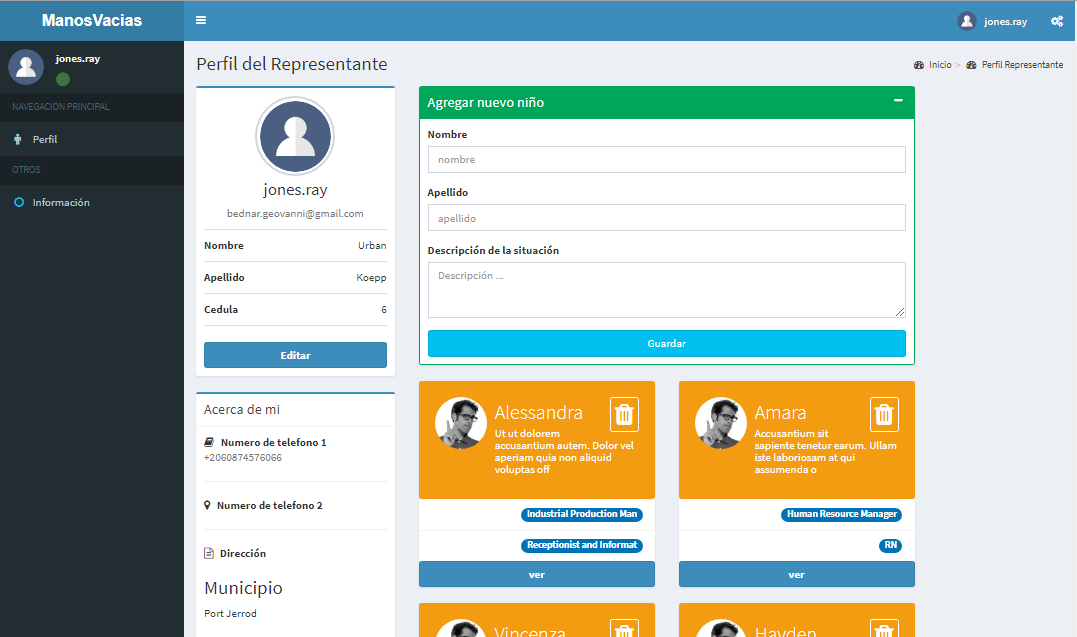 ManosVacias
jones.ray
jones.ray
NAVEGACION PRINCIPAL
Perfil
OTROS
Información
Perfil del Representante
Inicio > Perfil Representante
jones.ray
bednar.geovanni@gmail.com
Nombre Urban
Apellido Koepp
Cedula 6
Editar
Acerca de mi
Numero de telefono 1
+2060874576066
Numero de telefono 2
Dirección
Municipio
Port Jerrod
Agregar nuevo niño
Nombre
nombre
Apellido
apellido
Descripción de la situación
Descripción ...
Guardar
Alessandra
Ut ut dolorem
accusantium autem. Dolor vel
aperiam quia non aliquid
voluptas off
Industrial Production Man
Receptionist and Informat
ver
Amara
Accusantium sit
sapiente tenetur earum. Ullam
iste laboriosam at qui
assumenda o
Human Resource Manager
RN
ver
Vincenza
Hayden